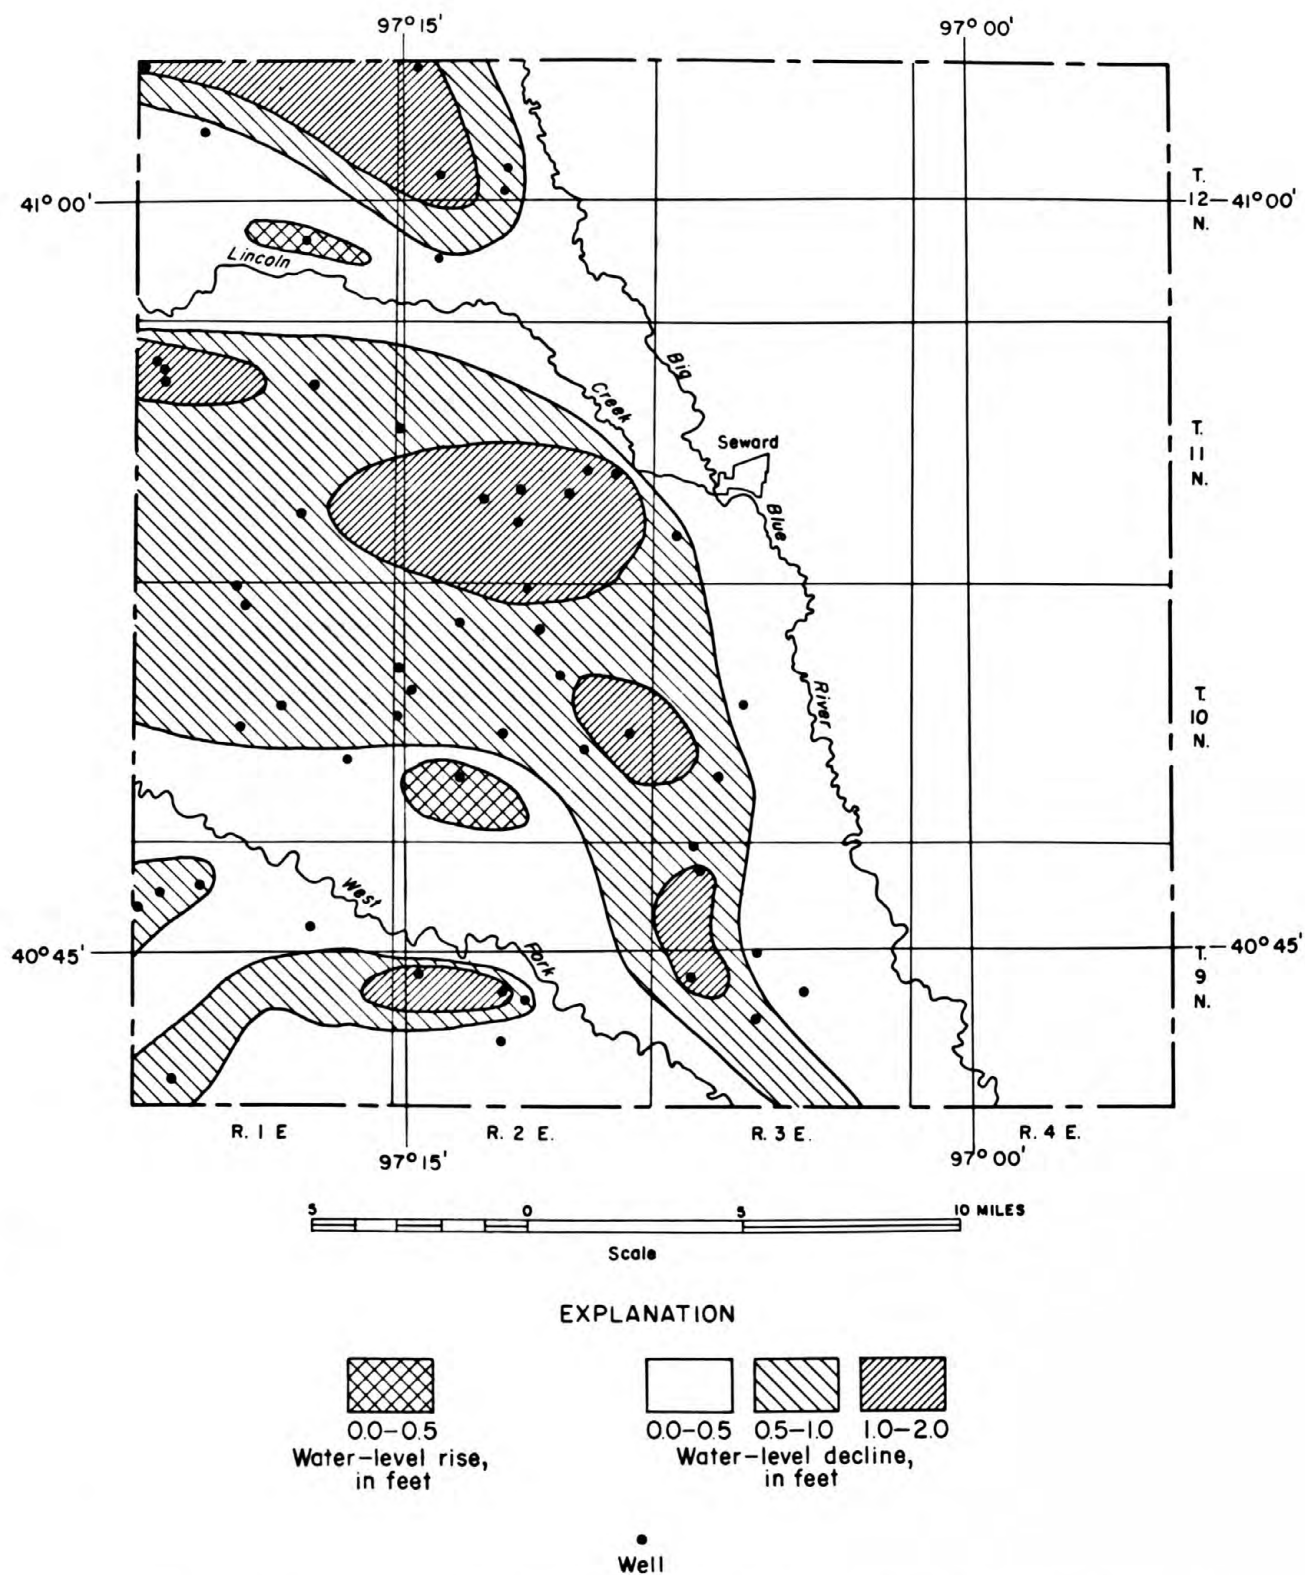 97° 15'
97° 00'
T.
12
N.
41° 00'
41° 00'
Lincoln
Creek
Big
Seward
Blue
T.
11
N.
River
T.
10
N.
West
Fork
40° 45'
40° 45'
T.
9
N.
R. 1 E
R. 2 E.
R. 3 E.
R. 4 E.
97° 15'
97° 00'
5 0 5 10 MILES
Scale
EXPLANATION
0.0–0.5 0.0–0.5 0.5–1.0 1.0–2.0
Water–level rise,
in feet
Water–level decline,
in feet
Well